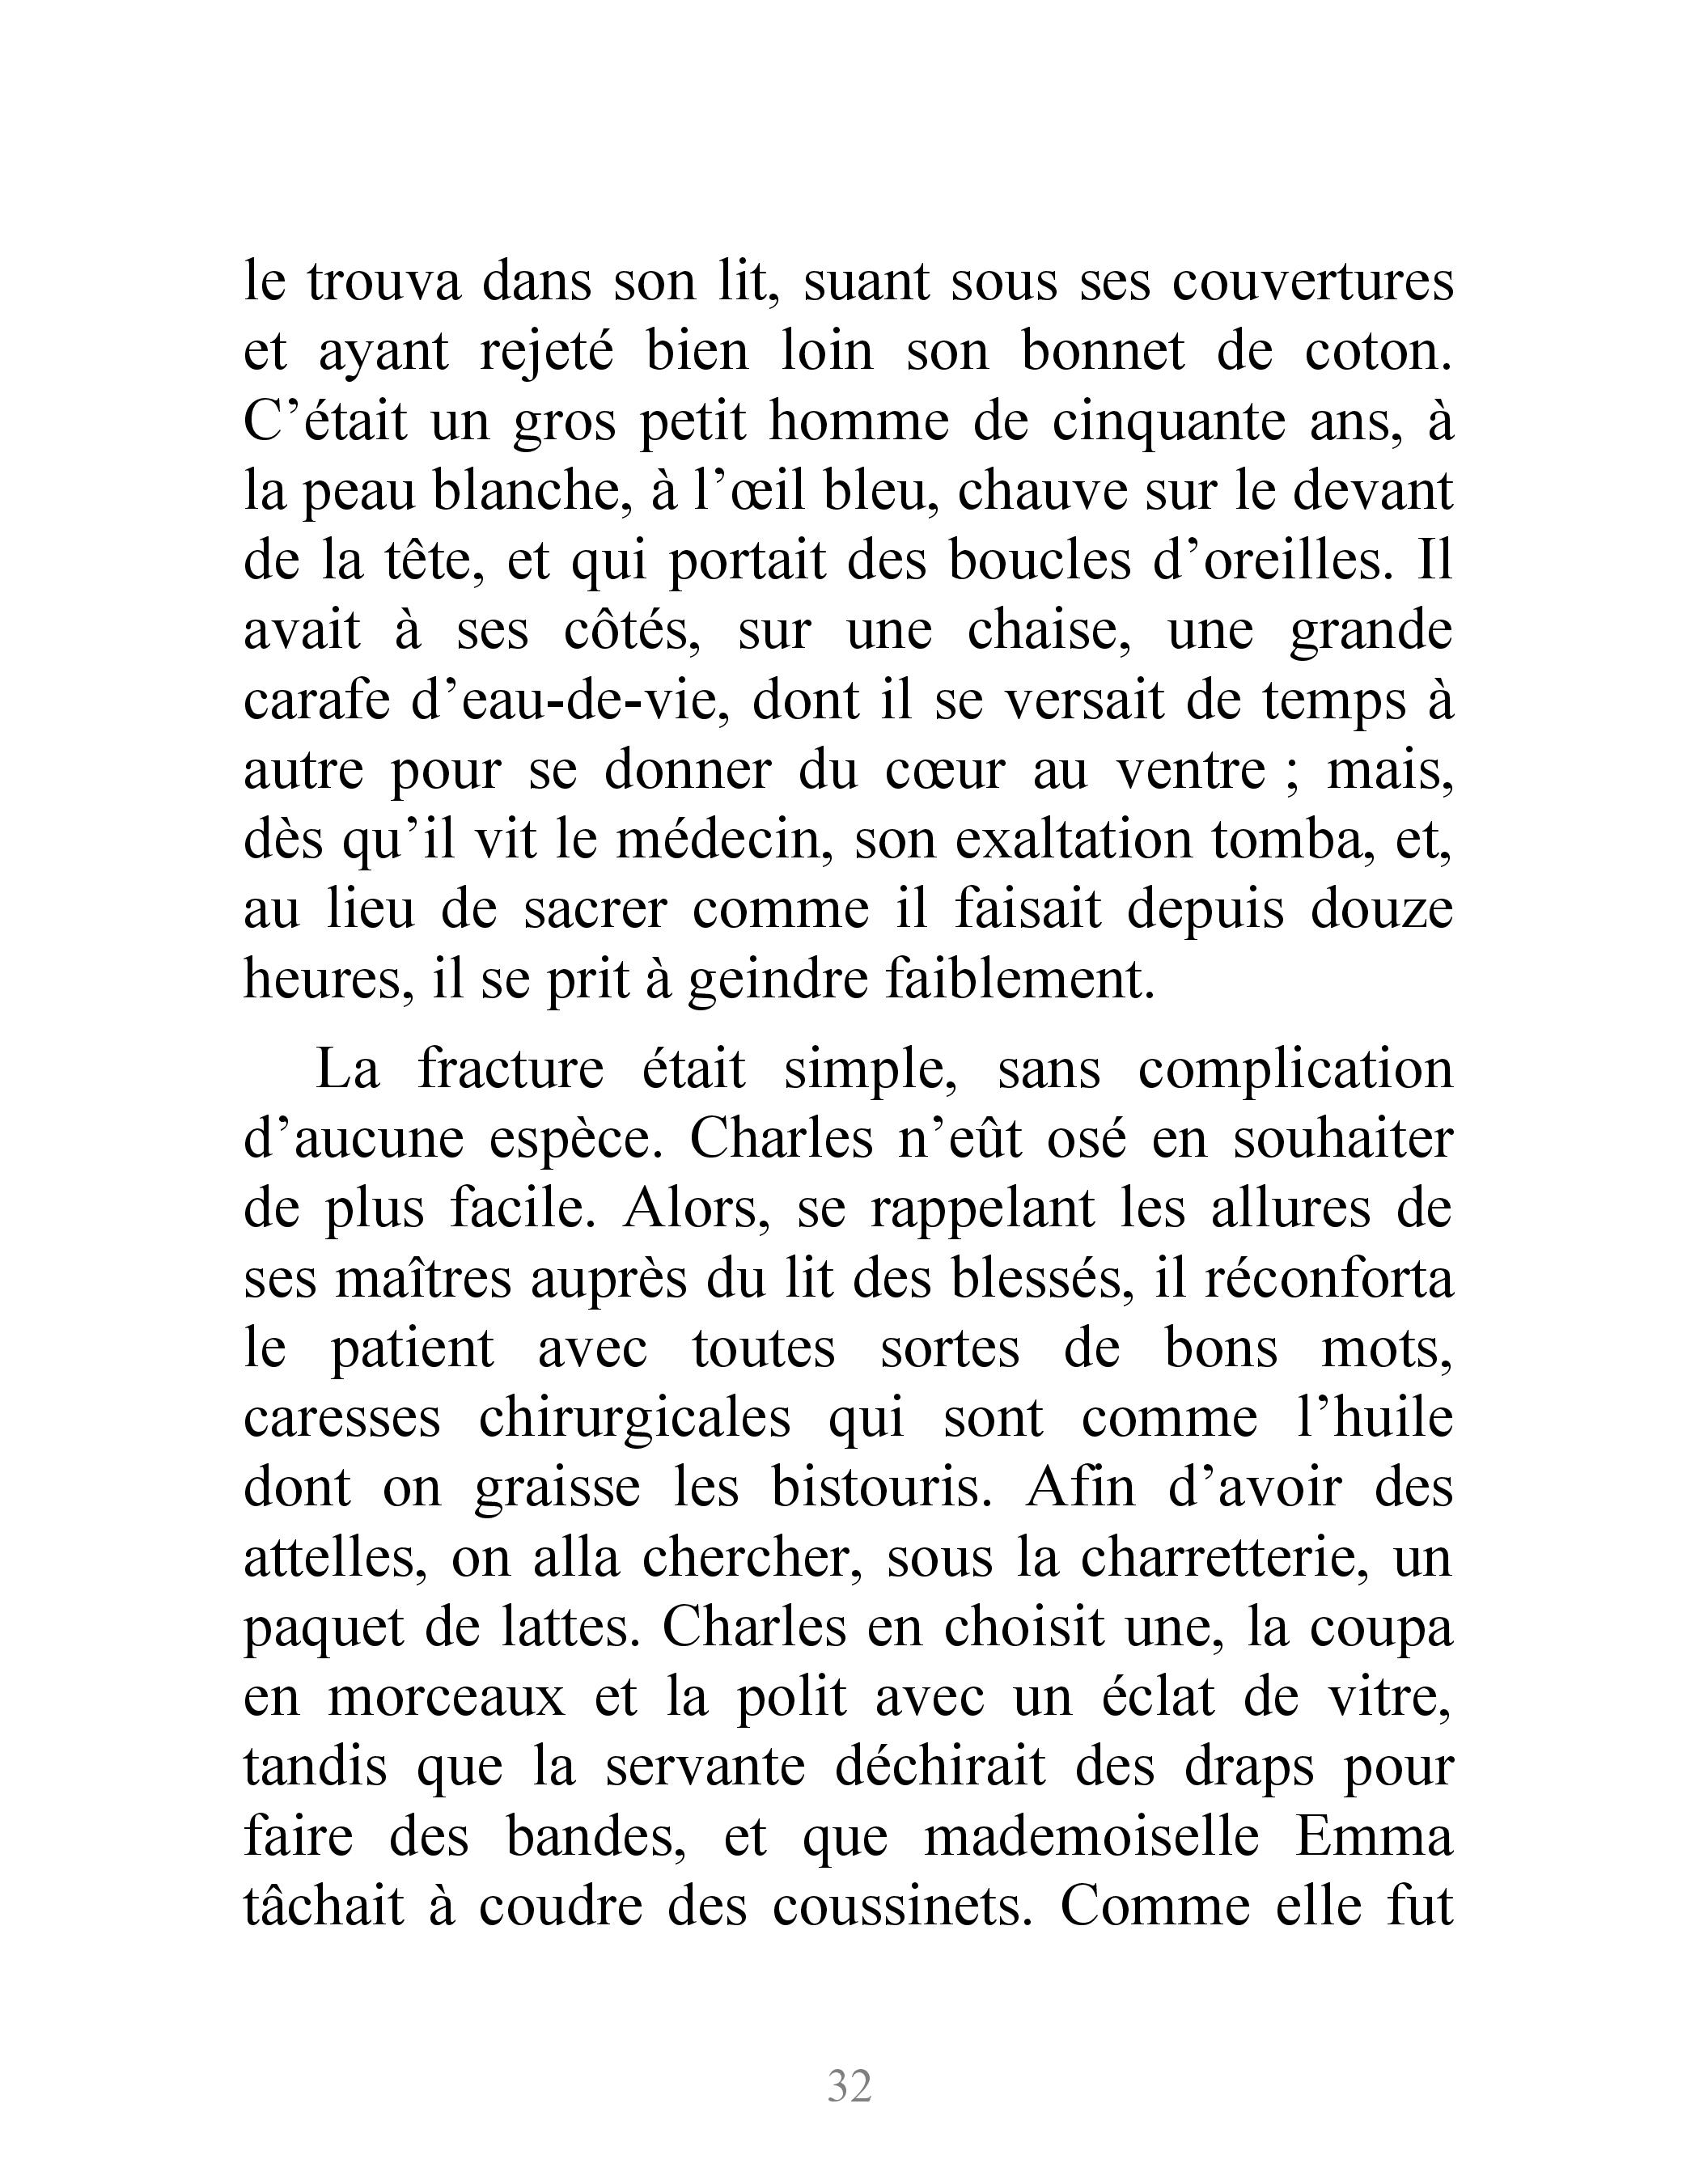 le trouva dans son lit, suant sous ses couvertures
et ayant rejeté bien loin son bonnet de coton.
C’était un gros petit homme de cinquante ans, à
la peau blanche, à l’œil bleu, chauve sur le devant
de la tête, et qui portait des boucles d’oreilles. Il
avait à ses côtés, sur une chaise, une grande
carafe d’eau-de-vie, dont il se versait de temps à
autre pour se donner du cœur au ventre ; mais,
dès qu’il vit le médecin, son exaltation tomba, et,
au lieu de sacrer comme il faisait depuis douze
heures, il se prit à geindre faiblement.
La fracture était simple, sans complication
d’aucune espèce. Charles n’eût osé en souhaiter
de plus facile. Alors, se rappelant les allures de
ses maîtres auprès du lit des blessés, il réconforta
le patient avec toutes sortes de bons mots,
caresses chirurgicales qui sont comme l’huile
dont on graisse les bistouris. Afin d’avoir des
attelles, on alla chercher, sous la charretterie, un
paquet de lattes. Charles en choisit une, la coupa
en morceaux et la polit avec un éclat de vitre,
tandis que la servante déchirait des draps pour
faire des bandes, et que mademoiselle Emma
tâchait à coudre des coussinets. Comme elle fut
32